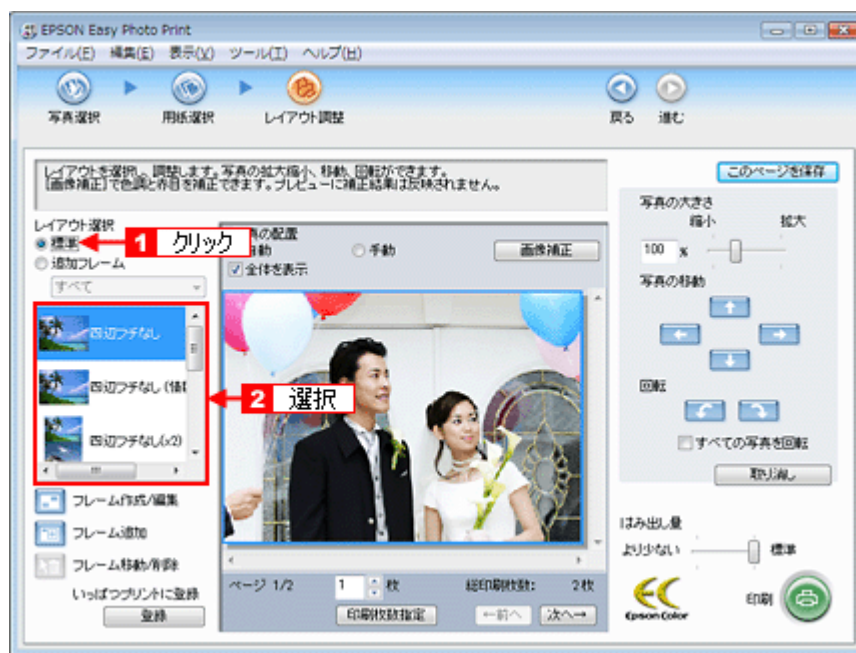 EPSON Easy Photo Print
ファイル(F) 編集(E) 表示(V) ツール(T) ヘルプ(H)
写真選択 用紙選択 レイアウト調整 戻る 進む
レイアウトを選択し、調整します。写真の拡大縮小、移動、回転ができます。
[画像補正]で色調と赤目を補正できます。プレビューに補正結果は反映されません。
このページを保存
レイアウト選択
標準
1 クリック
追加フレーム
すべて
四辺フチなし
四辺フチなし
四辺フチなし(x2)
2 選択
フレーム作成/編集
フレーム追加
フレーム移動/削除
いっぱつプリントに登録
登録
真の配置
自動 手動 画像補正
全体を表示
ページ 1/2 1 枚 総印刷枚数: 2枚
印刷枚数指定 ←前へ 次へ→
写真の大きさ
縮小 拡大
100 %
写真の移動
回転
すべての写真を回転
取り消し
はみ出し量
より少ない 標準
Epson Color
印刷